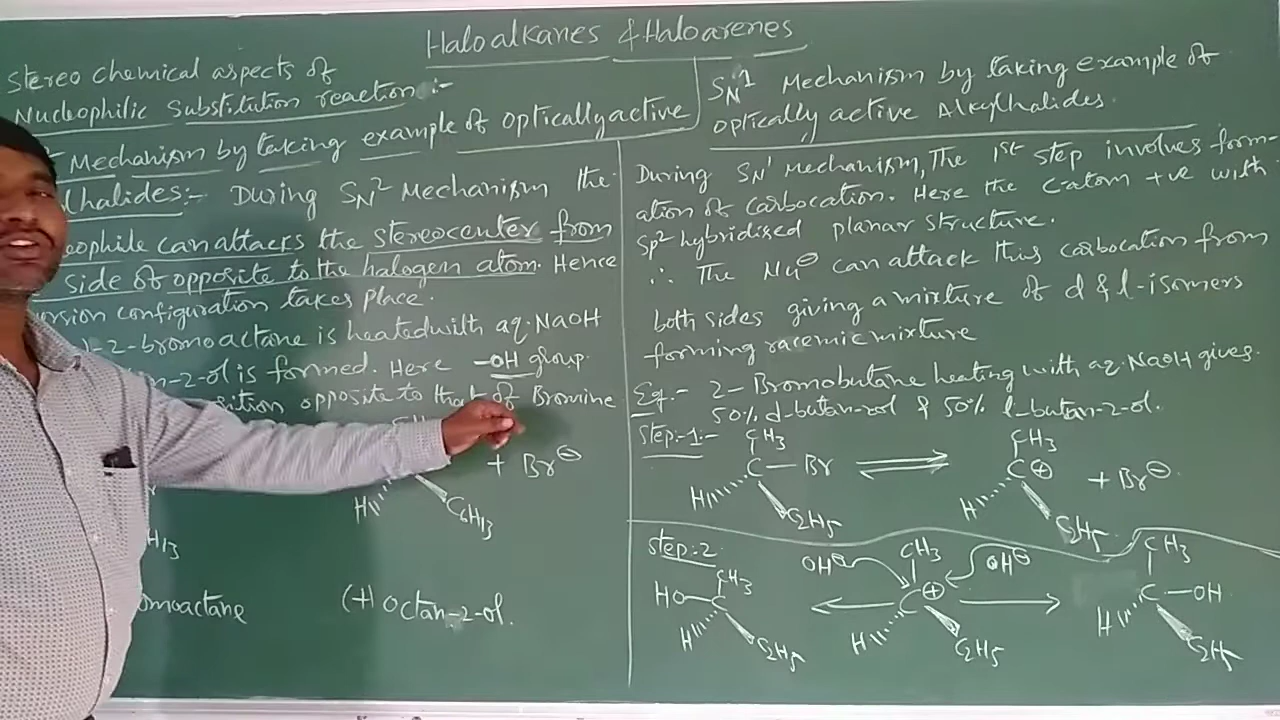 Haloalkanes & Haloarenes
Stereo chemical aspects of
Nucleophilic Substitution reaction :-
Mechanism by taking example of optically active
halides:- During SN2 Mechanism the
eophile can attacks the stereocenter from
side of opposite to the halogen atom. Hence
rsion configuration takes place.
l-2-bromoactane is heated with aq. NaOH
n-2-ol is formed. Here -OH group
sition opposite to that of Bromine
+ Br⊖
H
C6H13
H13
omoactane
(+) octan-2-ol.
SN1 Mechanism by taking example of
optically active Alkylhalides.
During SN1 mechanism, The 1st step involves form-
ation of carbocation. Here the C-atom +ve with
sp2 hybridised planar structure.
∴ The Nu⊖ can attack this carbocation from
both sides giving a mixture of d & l-isomers
forming racemic mixture
Eg:- 2-Bromobutane heating with aq. NaOH gives.
50% d-butan-2ol & 50% l-butan-2-ol.
Step:-1:-
CH3 CH3
C-Br ⇌ C⊕ + Br⊖.
H H
C2H5 C2H5
Step:2
OH⊖ CH3 OH⊖ CH3
CH3
HO-C ← C⊕ → C-OH
H H H
C2H5 C2H5 C2H5